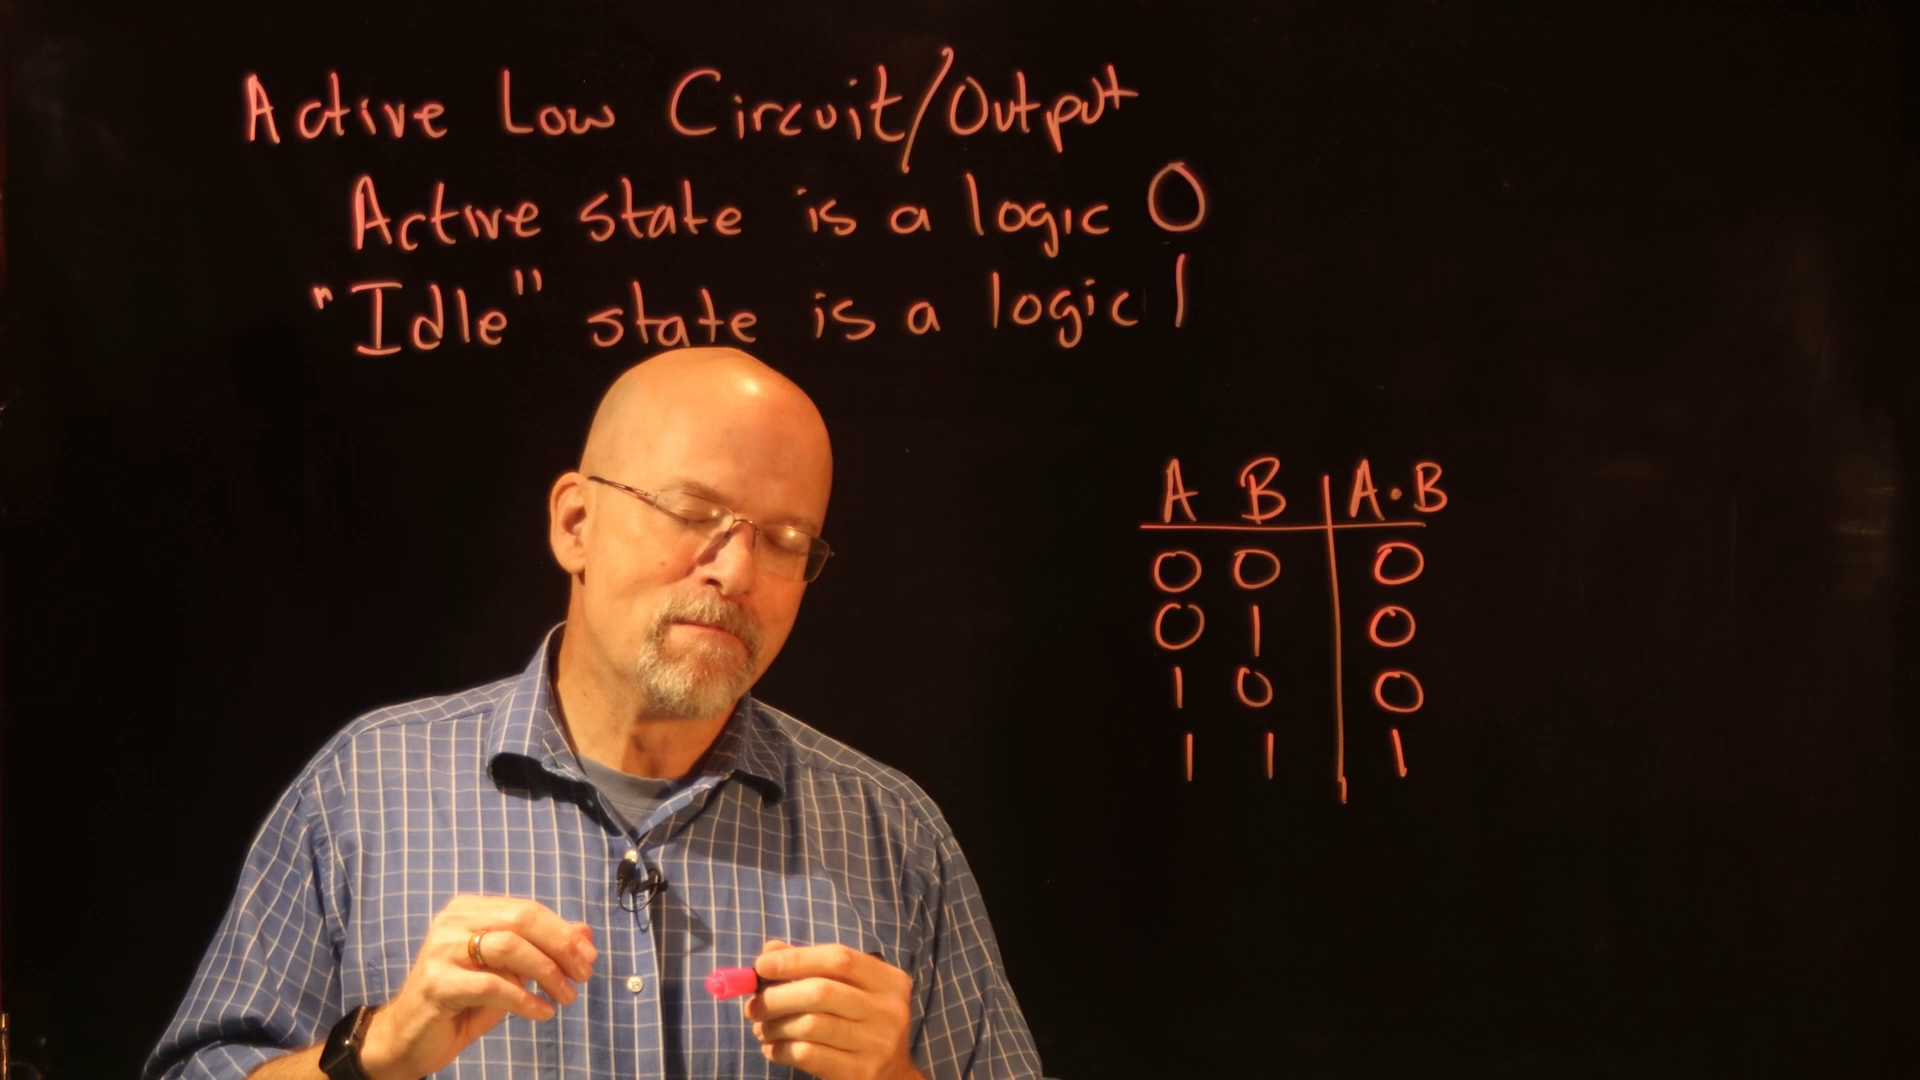 Active Low Circuit/Output
Active state is a logic 0
"Idle" state is a logic 1
A B A·B
0 0 0
0 1 0
1 0 0
1 1 1